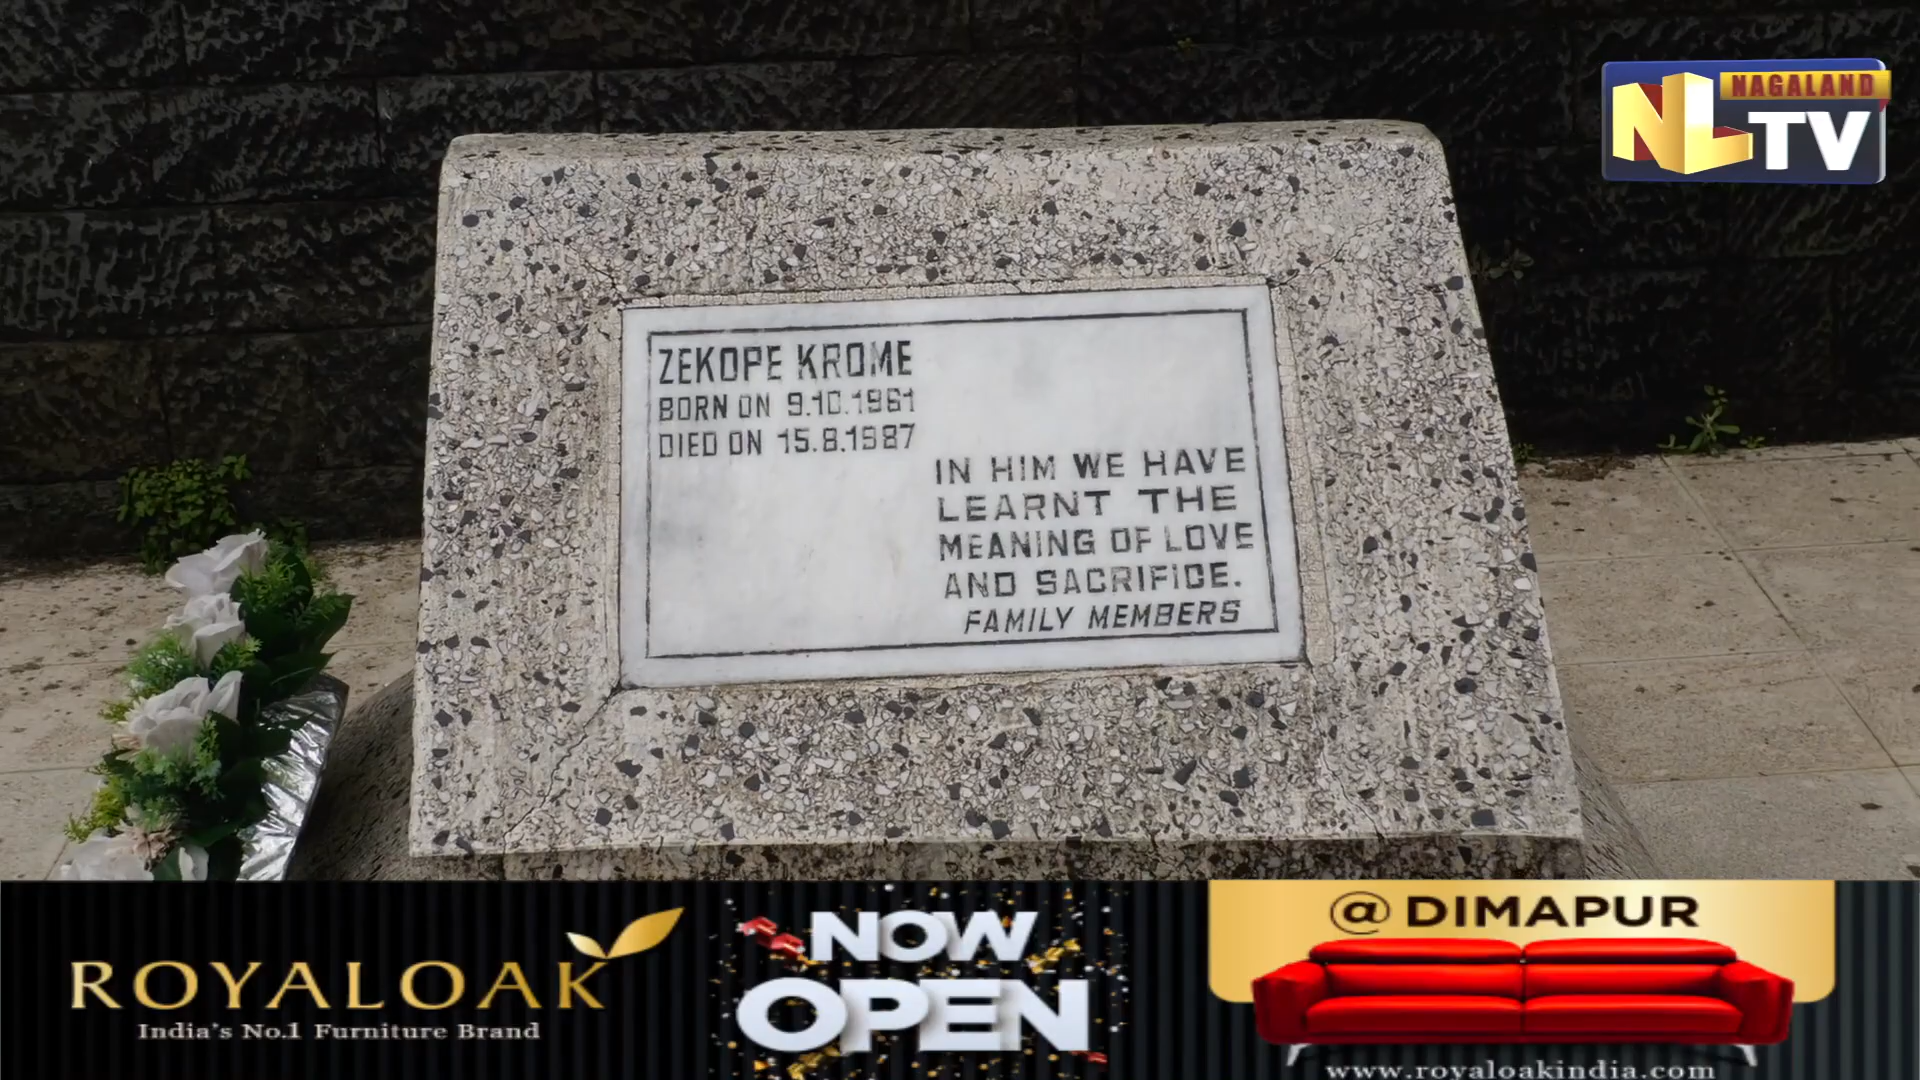 NAGALAND
NL TV
ZEKOPE KROME
BORN ON 9.10.1961
DIED ON 15.8.1987
IN HIM WE HAVE
LEARNT THE
MEANING OF LOVE
AND SACRIFICE.
FAMILY MEMBERS
ROYALOAK
India's No.1 Furniture Brand
NOW
OPEN
@ DIMAPUR
www.royaloakindia.com